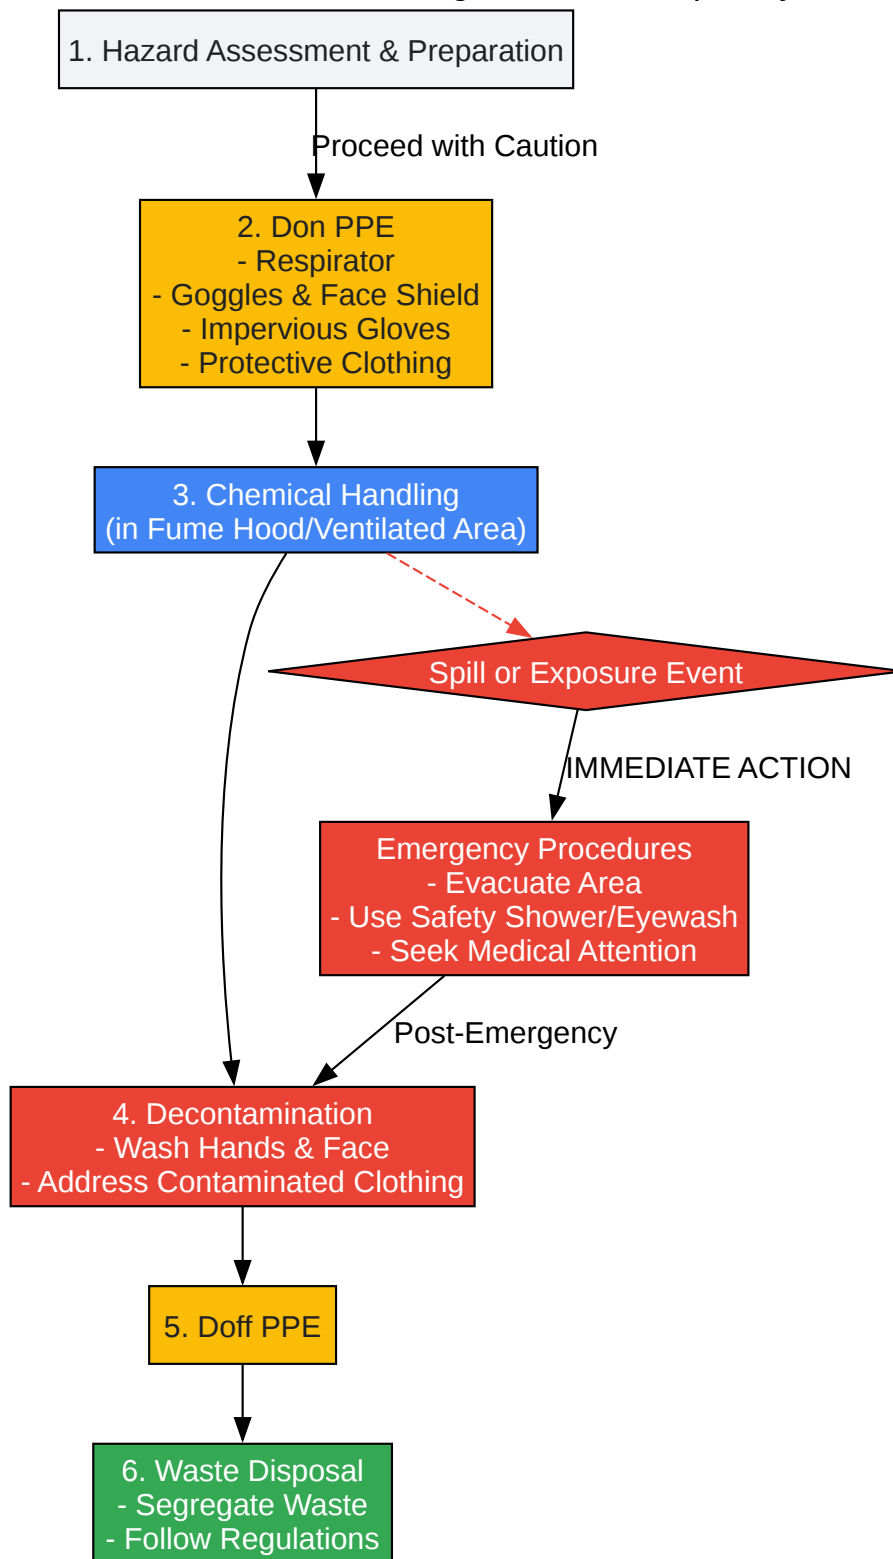 1. Hazard Assessment & Preparation
Proceed with Caution
2. Don PPE
- Respirator
- Goggles & Face Shield
- Impervious Gloves
- Protective Clothing
3. Chemical Handling
(in Fume Hood/Ventilated Area)
Spill or Exposure Event
IMMEDIATE ACTION
Emergency Procedures
- Evacuate Area
- Use Safety Shower/Eyewash
- Seek Medical Attention
Post-Emergency
4. Decontamination
- Wash Hands & Face
- Address Contaminated Clothing
5. Doff PPE
6. Waste Disposal
- Segregate Waste
- Follow Regulations